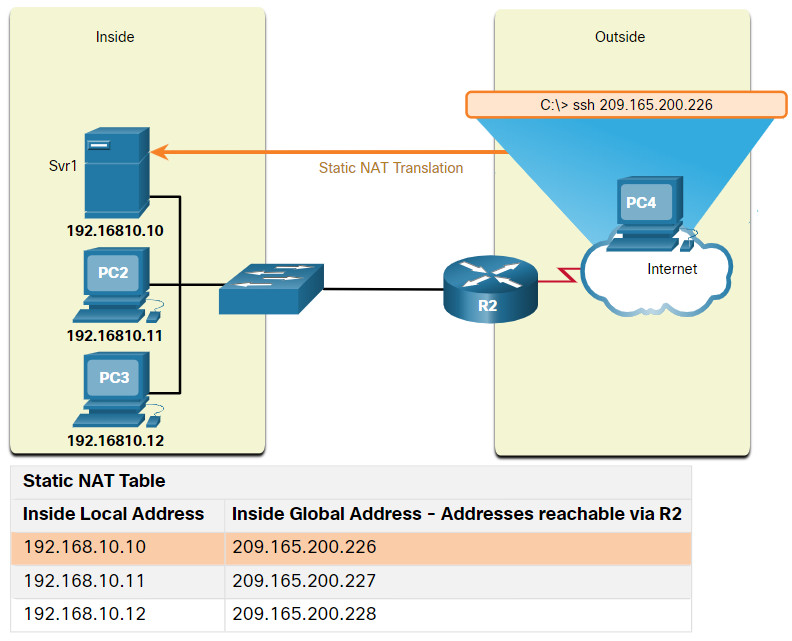 Inside
Outside
C:\> ssh 209.165.200.226
Svr1
Static NAT Translation
PC4
192.16810.10
PC2
Internet
R2
192.16810.11
PC3
192.16810.12
Static NAT Table
Inside Local Address Inside Global Address – Addresses reachable via R2
192.168.10.10 209.165.200.226
192.168.10.11 209.165.200.227
192.168.10.12 209.165.200.228